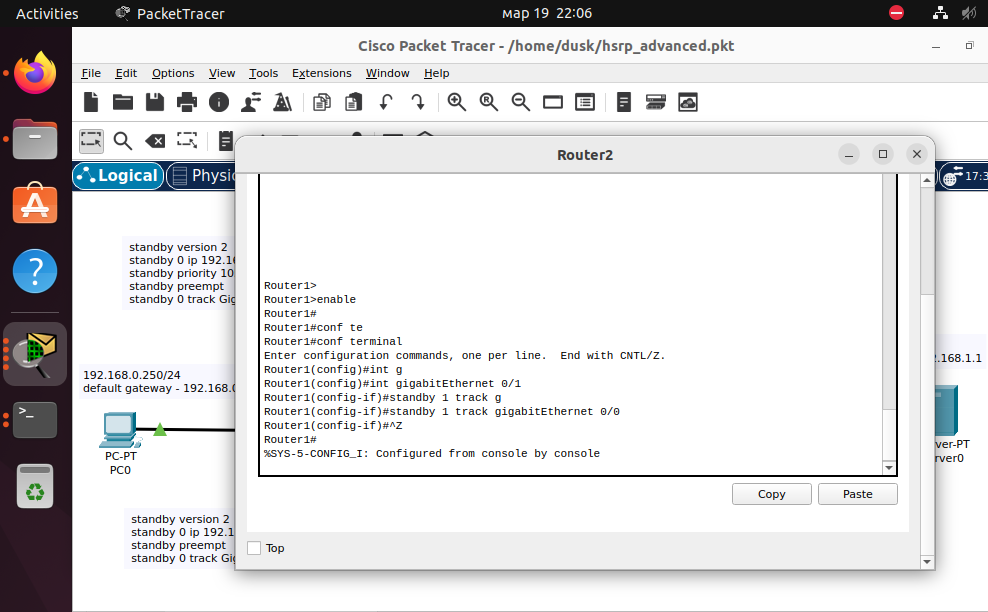 Activities
PacketTracer
мар 19 22:06
Cisco Packet Tracer - /home/dusk/hsrp_advanced.pkt
File Edit Options View Tools Extensions Window Help
Logical
Physic
17:3
Router2
standby version 2
standby 0 ip 192.16
standby priority 10
standby preempt
standby 0 track Gig
192.168.0.250/24
default gateway - 192.168.0
PC-PT
PC0
standby version 2
standby 0 ip 192.1
standby preempt
standby 0 track Gig
Router1>
Router1>enable
Router1#
Router1#conf te
Router1#conf terminal
Enter configuration commands, one per line.  End with CNTL/Z.
Router1(config)#int g
Router1(config)#int gigabitEthernet 0/1
Router1(config-if)#standby 1 track g
Router1(config-if)#standby 1 track gigabitEthernet 0/0
Router1(config-if)#^Z
Router1#
%SYS-5-CONFIG_I: Configured from console by console
Copy
Paste
Top
.168.1.1
ver-PT
rver0